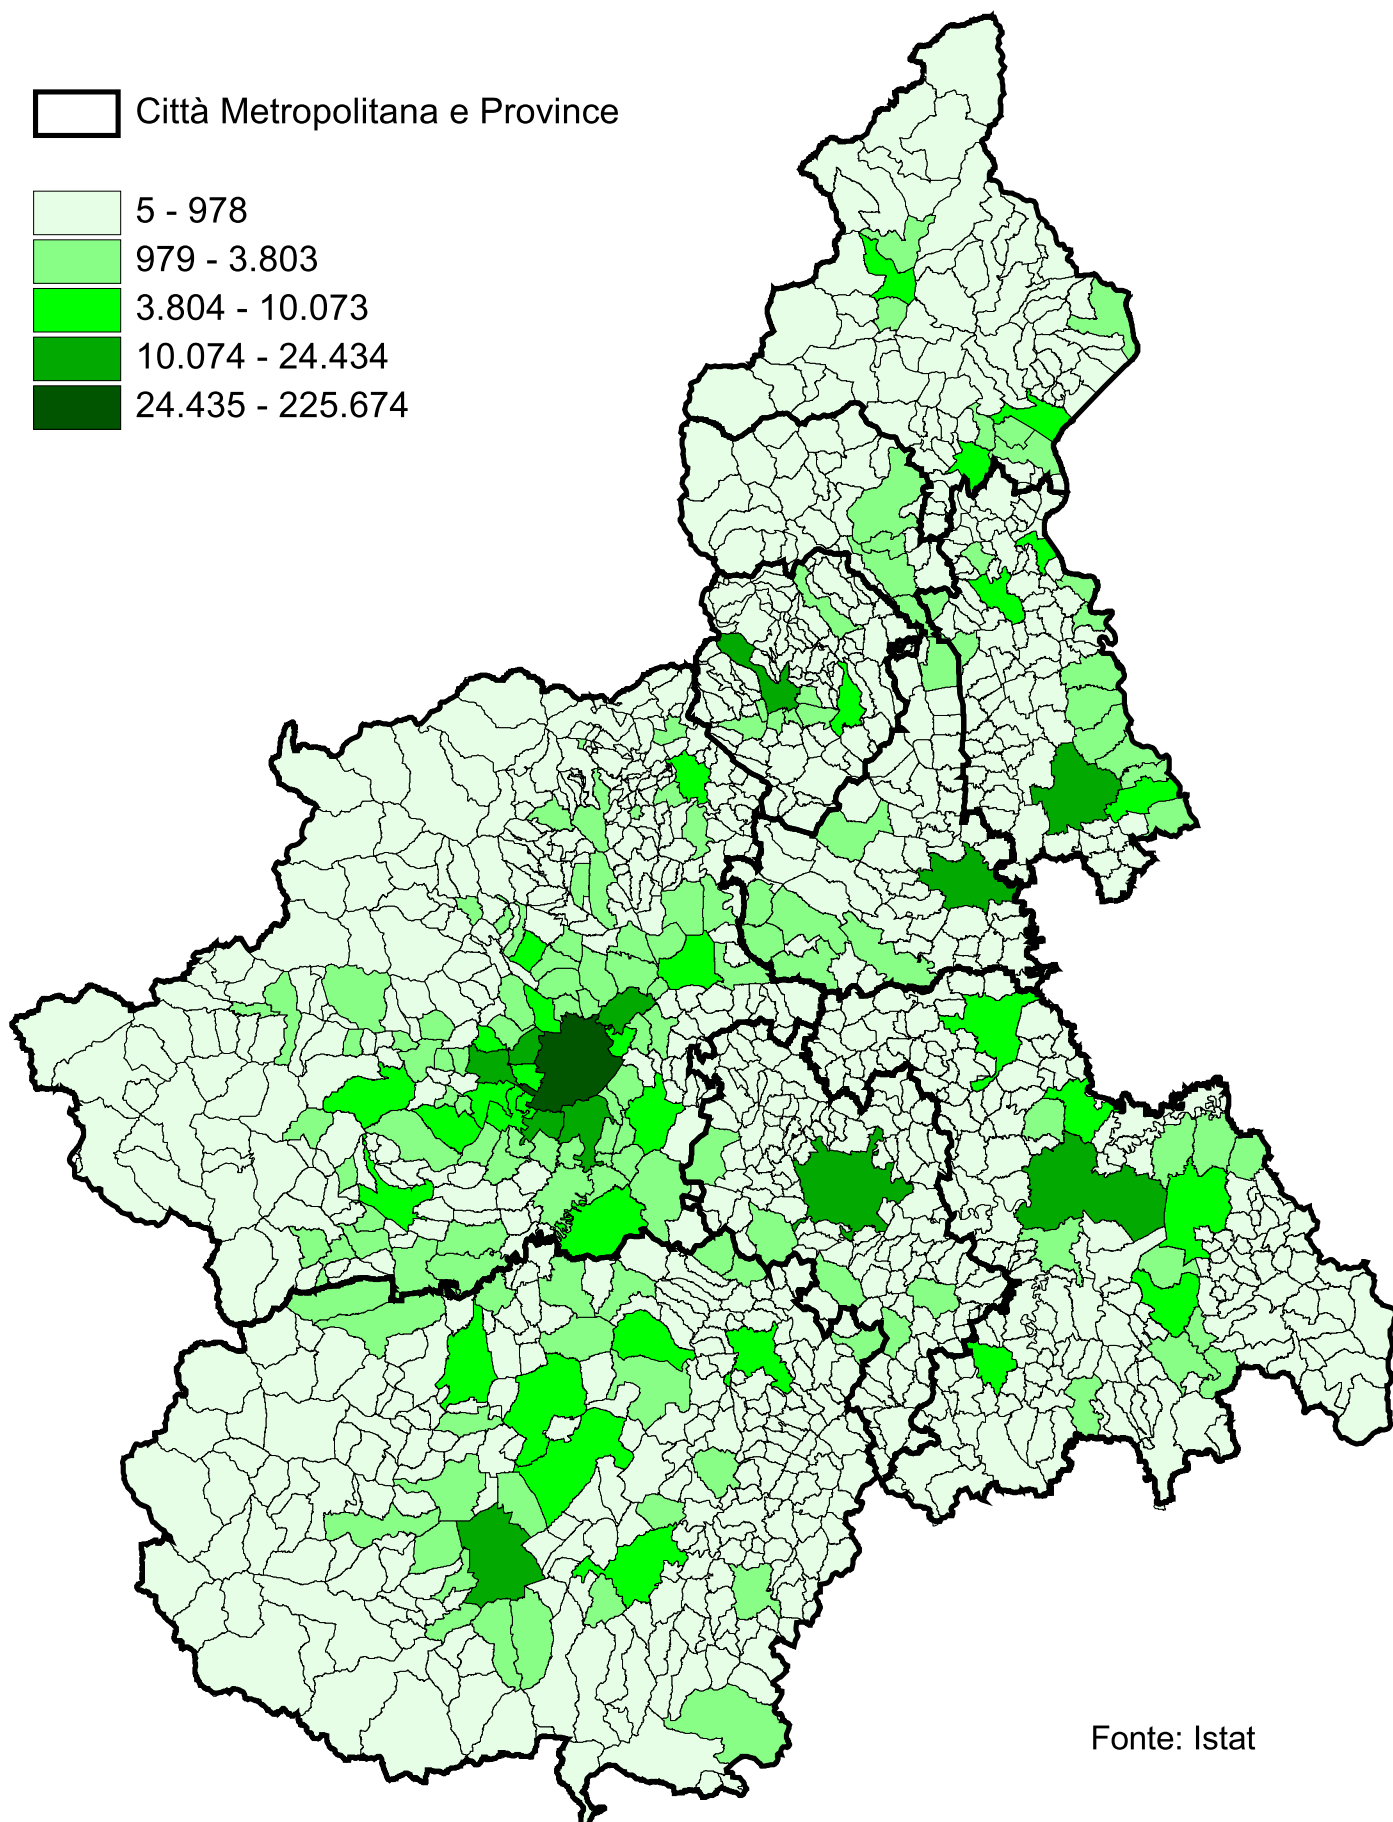 Città Metropolitana e Province
5 - 978
979 - 3.803
3.804 - 10.073
10.074 - 24.434
24.435 - 225.674
Fonte: Istat